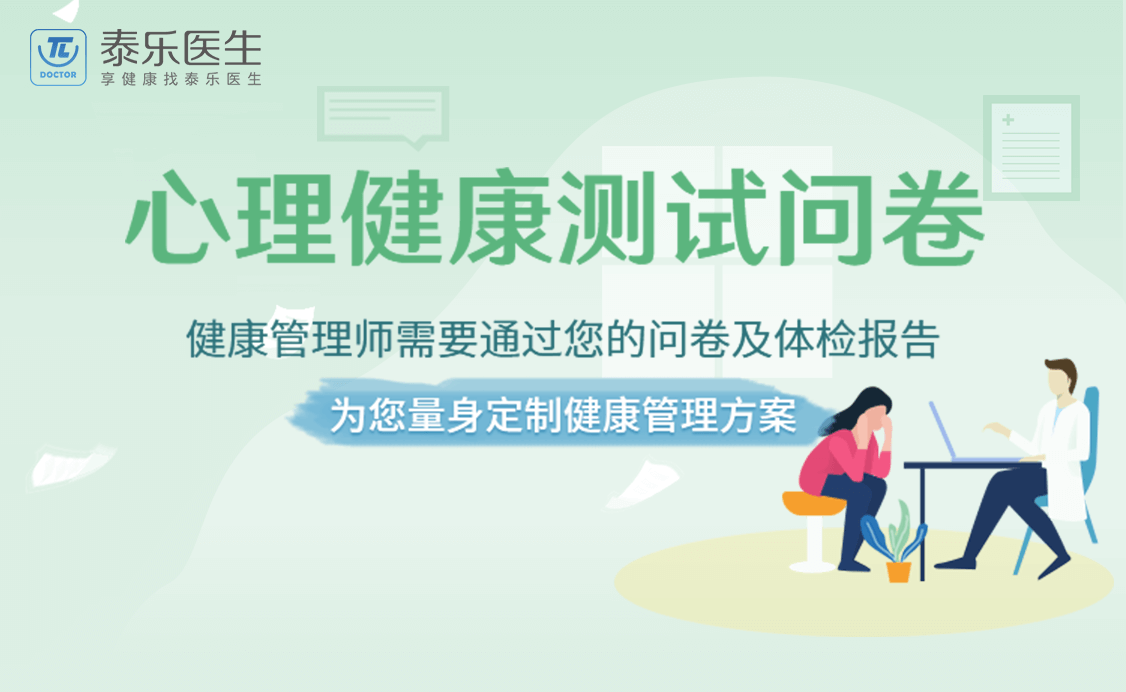 泰乐医生
DOCTOR
享健康找泰乐医生
心理健康测试问卷
健康管理师需要通过您的问卷及体检报告
为您量身定制健康管理方案